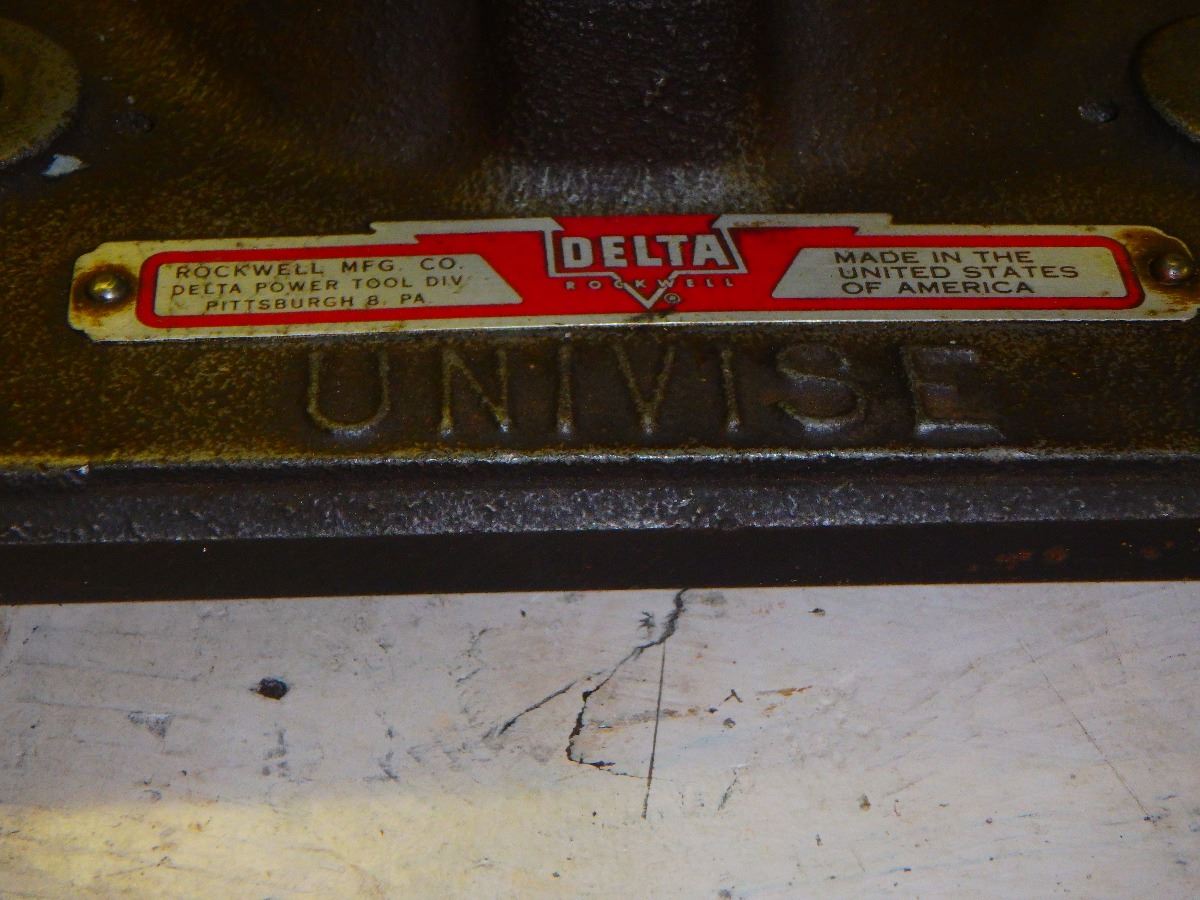 ROCKWELL MFG. CO.
DELTA POWER TOOL DIV.
PITTSBURGH 8, PA.
DELTA
ROCKWELL
®
MADE IN THE
UNITED STATES
OF AMERICA
UNIVISE